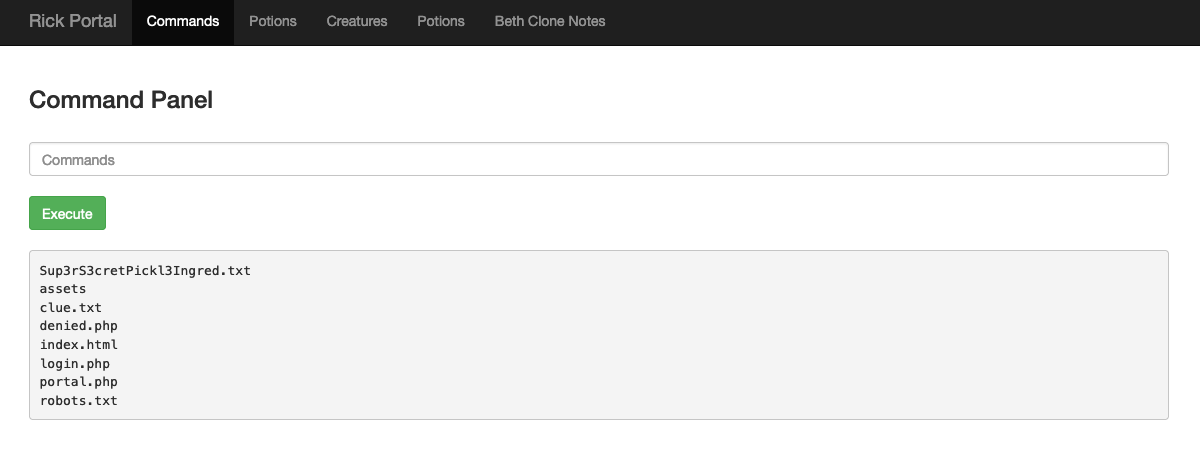 Rick Portal Commands Potions Creatures Potions Beth Clone Notes
Command Panel
Commands
Execute
Sup3rS3cretPickl3Ingred.txt
assets
clue.txt
denied.php
index.html
login.php
portal.php
robots.txt